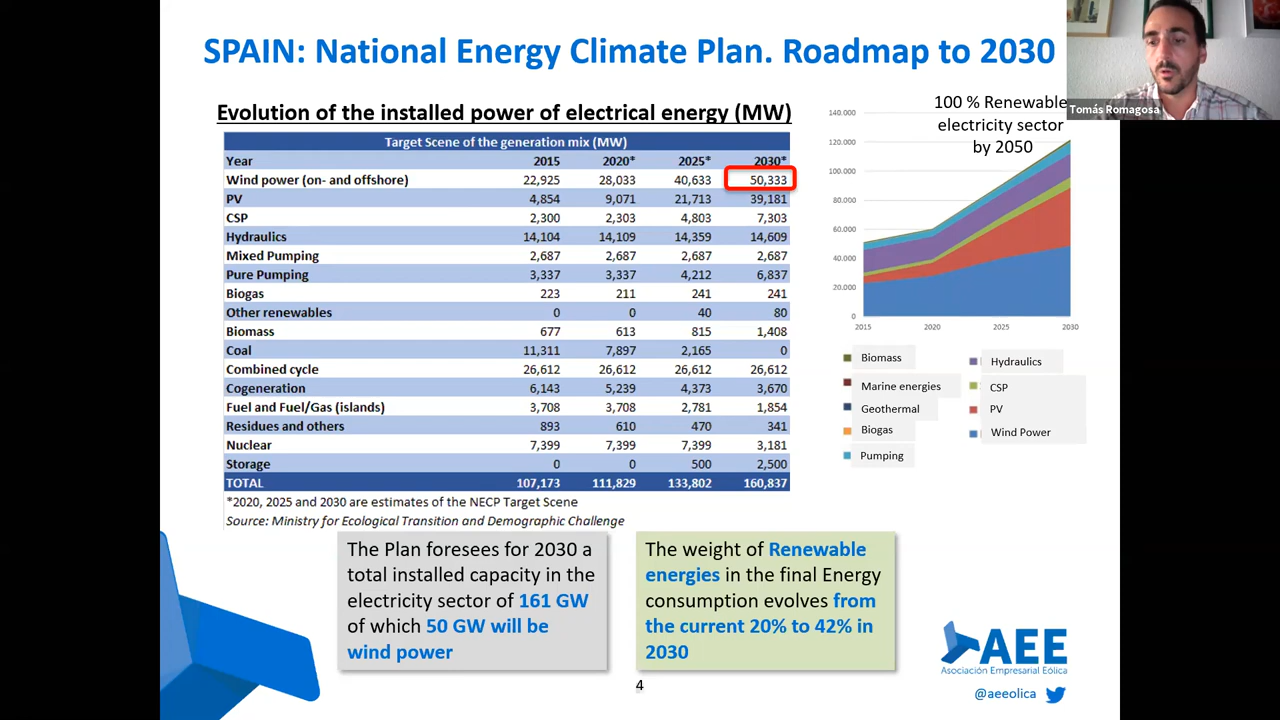 SPAIN: National Energy Climate Plan. Roadmap to 2030
Tomás Romagosa
Evolution of the installed power of electrical energy (MW)
Target Scene of the generation mix (MW)
Year 2015 2020* 2025* 2030*
Wind power (on- and offshore) 22,925 28,033 40,633 50,333
PV 4,854 9,071 21,713 39,181
CSP 2,300 2,303 4,803 7,303
Hydraulics 14,104 14,109 14,359 14,609
Mixed Pumping 2,687 2,687 2,687 2,687
Pure Pumping 3,337 3,337 4,212 6,837
Biogas 223 211 241 241
Other renewables 0 0 40 80
Biomass 677 613 815 1,408
Coal 11,311 7,897 2,165 0
Combined cycle 26,612 26,612 26,612 26,612
Cogeneration 6,143 5,239 4,373 3,670
Fuel and Fuel/Gas (islands) 3,708 3,708 2,781 1,854
Residues and others 893 610 470 341
Nuclear 7,399 7,399 7,399 3,181
Storage 0 0 500 2,500
TOTAL 107,173 111,829 133,802 160,837
*2020, 2025 and 2030 are estimates of the NECP Target Scene
Source: Ministry for Ecological Transition and Demographic Challenge
100 % Renewable
electricity sector
by 2050
140.000
120.000
100.000
80.000
60.000
40.000
20.000
0
2015 2020 2025 2030
Biomass
Marine energies
Geothermal
Biogas
Pumping
Hydraulics
CSP
PV
Wind Power
The Plan foresees for 2030 a
total installed capacity in the
electricity sector of 161 GW
of which 50 GW will be
wind power
The weight of Renewable
energies in the final Energy
consumption evolves from
the current 20% to 42% in
2030
AEE
Asociación Empresarial Eólica
@aeeolica
4